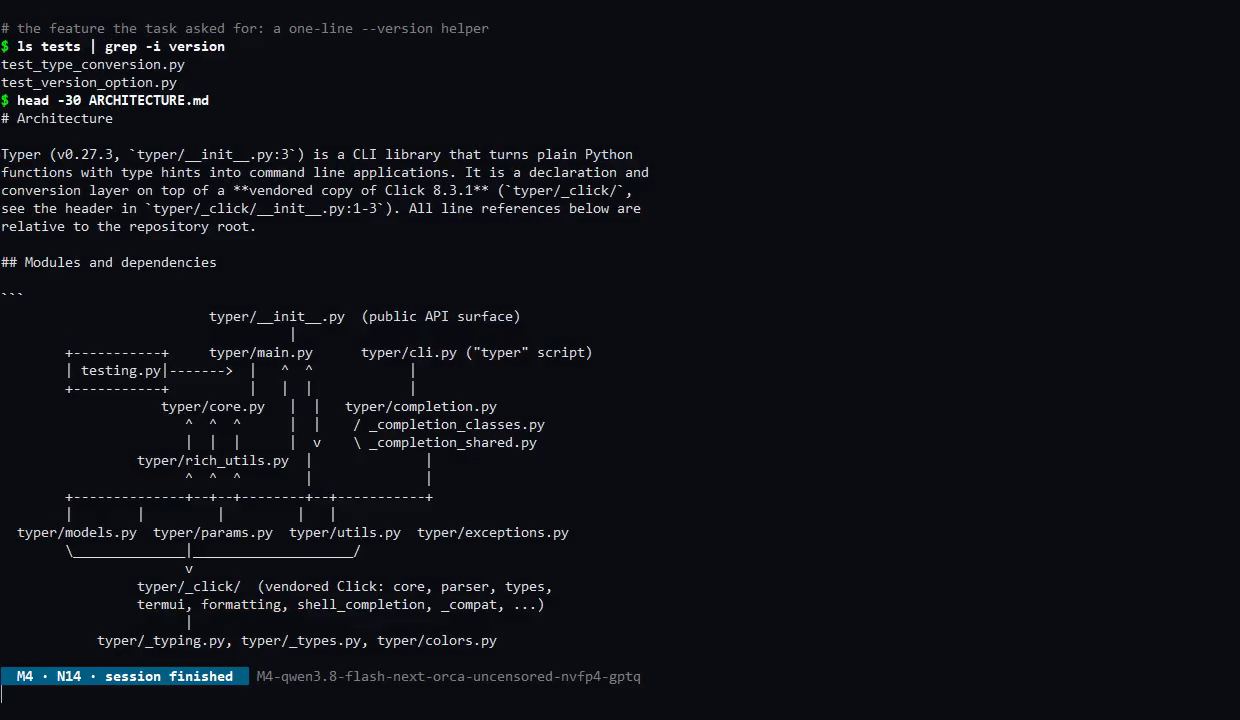 # the feature the task asked for: a one-line --version helper
$ ls tests | grep -i version
test_type_conversion.py
test_version_option.py
$ head -30 ARCHITECTURE.md
# Architecture

Typer (v0.27.3, `typer/__init__.py:3`) is a CLI library that turns plain Python
functions with type hints into command line applications. It is a declaration and
conversion layer on top of a **vendored copy of Click 8.3.1** (`typer/_click/`,
see the header in `typer/_click/__init__.py:1-3`). All line references below are
relative to the repository root.

## Modules and dependencies

```
                          typer/__init__.py  (public API surface)
                                    |
        +-----------+     typer/main.py      typer/cli.py ("typer" script)
        | testing.py|------->  |   ^  ^            |
        +-----------+          |   |  |            |
                    typer/core.py   |  |   typer/completion.py
                       ^  ^  ^      |  |    / _completion_classes.py
                       |  |  |      |  v    \ _completion_shared.py
                 typer/rich_utils.py  |              |
                       ^  ^  ^        |              |
        +--------------+--+--+--------+--+-----------+
        |        |         |         |   |
  typer/models.py  typer/params.py  typer/utils.py  typer/exceptions.py
        \______________|____________________/
                       v
                 typer/_click/  (vendored Click: core, parser, types,
                 termui, formatting, shell_completion, _compat, ...)
                       |
            typer/_typing.py, typer/_types.py, typer/colors.py

M4 · N14 · session finished M4-qwen3.8-flash-next-orca-uncensored-nvfp4-gptq